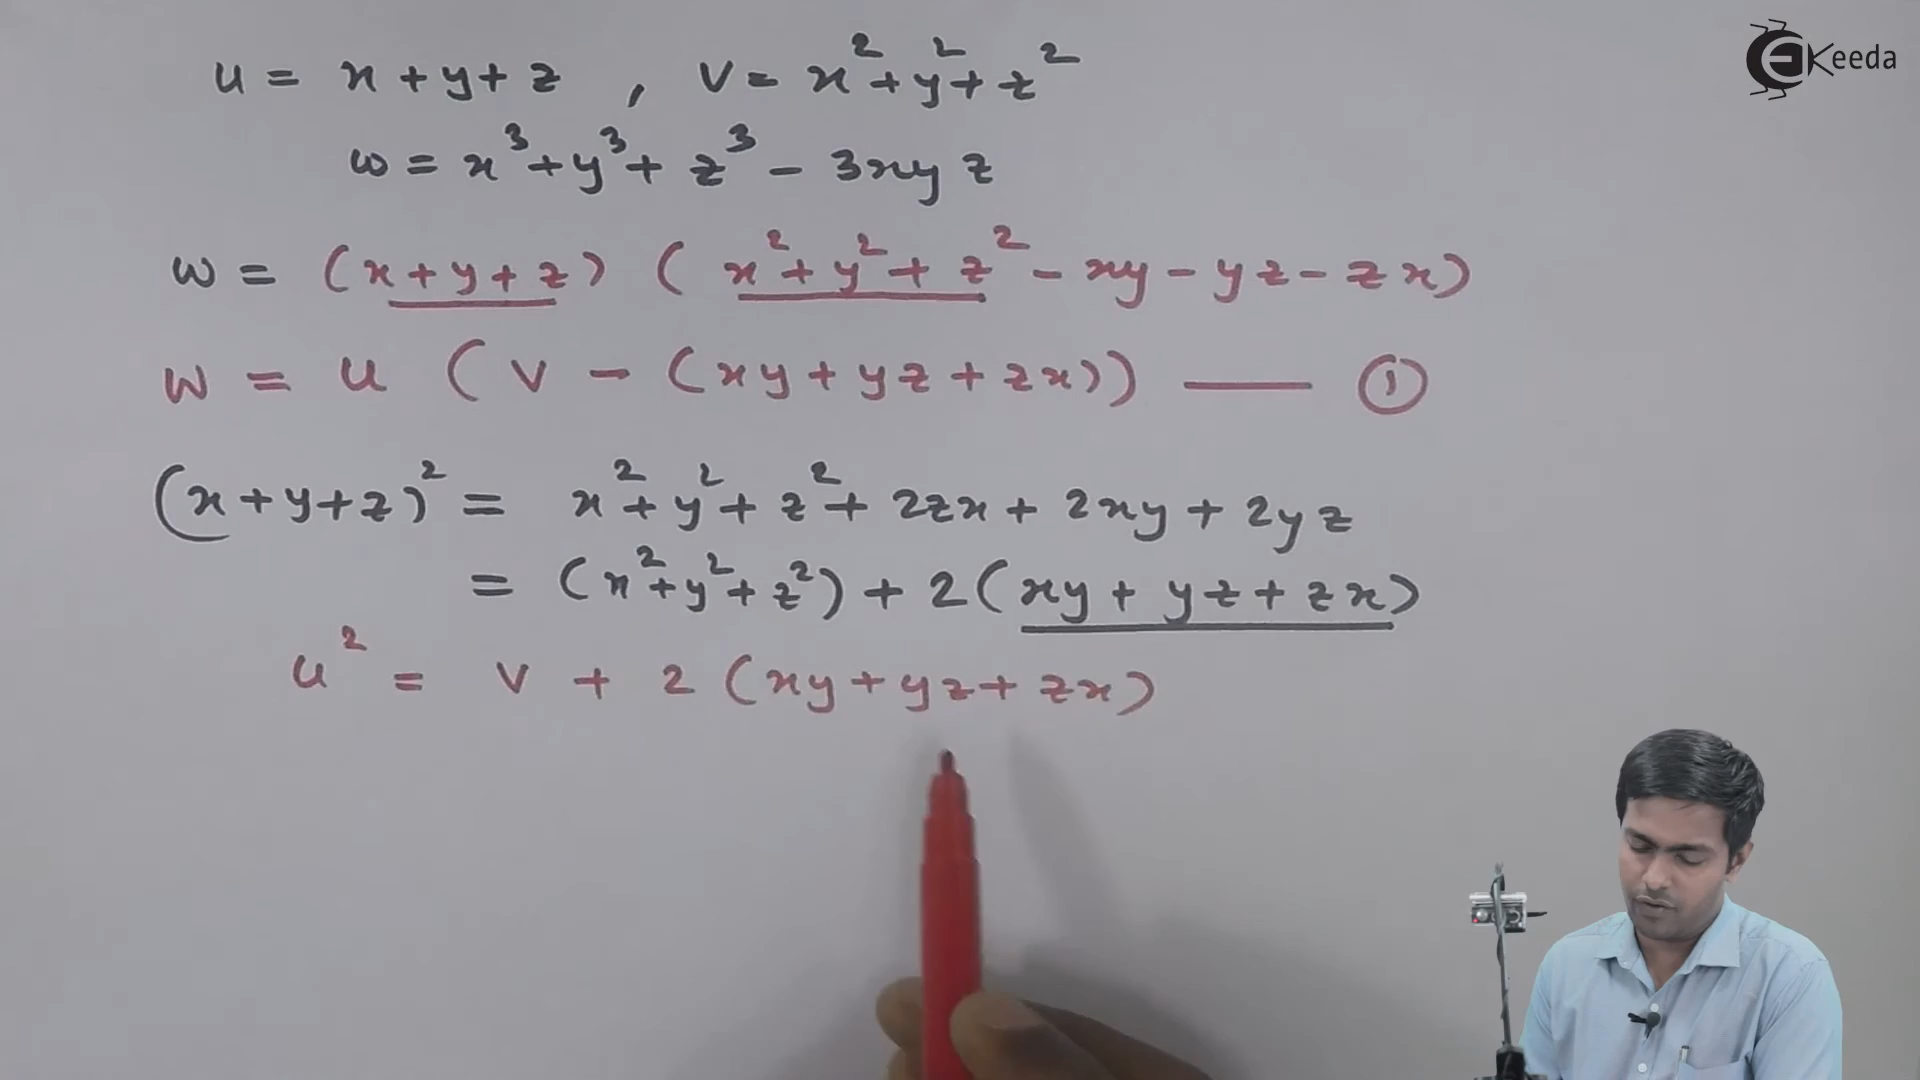 u = x + y + z , v = x² + y² + z²
Ekeeda
w = x³ + y³ + z³ - 3xyz
w = (x + y + z) (x² + y² + z² - xy - yz - zx)
w = u (v - (xy + yz + zx)) —— ①
(x + y + z)² = x² + y² + z² + 2zx + 2xy + 2yz
= (x² + y² + z²) + 2(xy + yz + zx)
u² = v + 2 (xy + yz + zx)